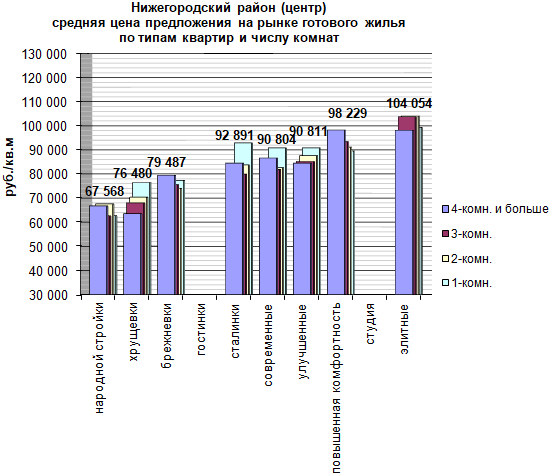 Нижегородский район (центр)
средняя цена предложения на рынке готового жилья
по типам квартир и числу комнат
руб./кв.м
130 000
120 000
110 000
100 000
90 000
80 000
70 000
60 000
50 000
40 000
30 000
67 568
76 480
79 487
92 891
90 804
90 811
98 229
104 054
народной стройки
хрущевки
брежневки
гостинки
сталинки
современные
улучшенные
повышенная комфортность
студия
элитные
4-комн. и больше
3-комн.
2-комн.
1-комн.